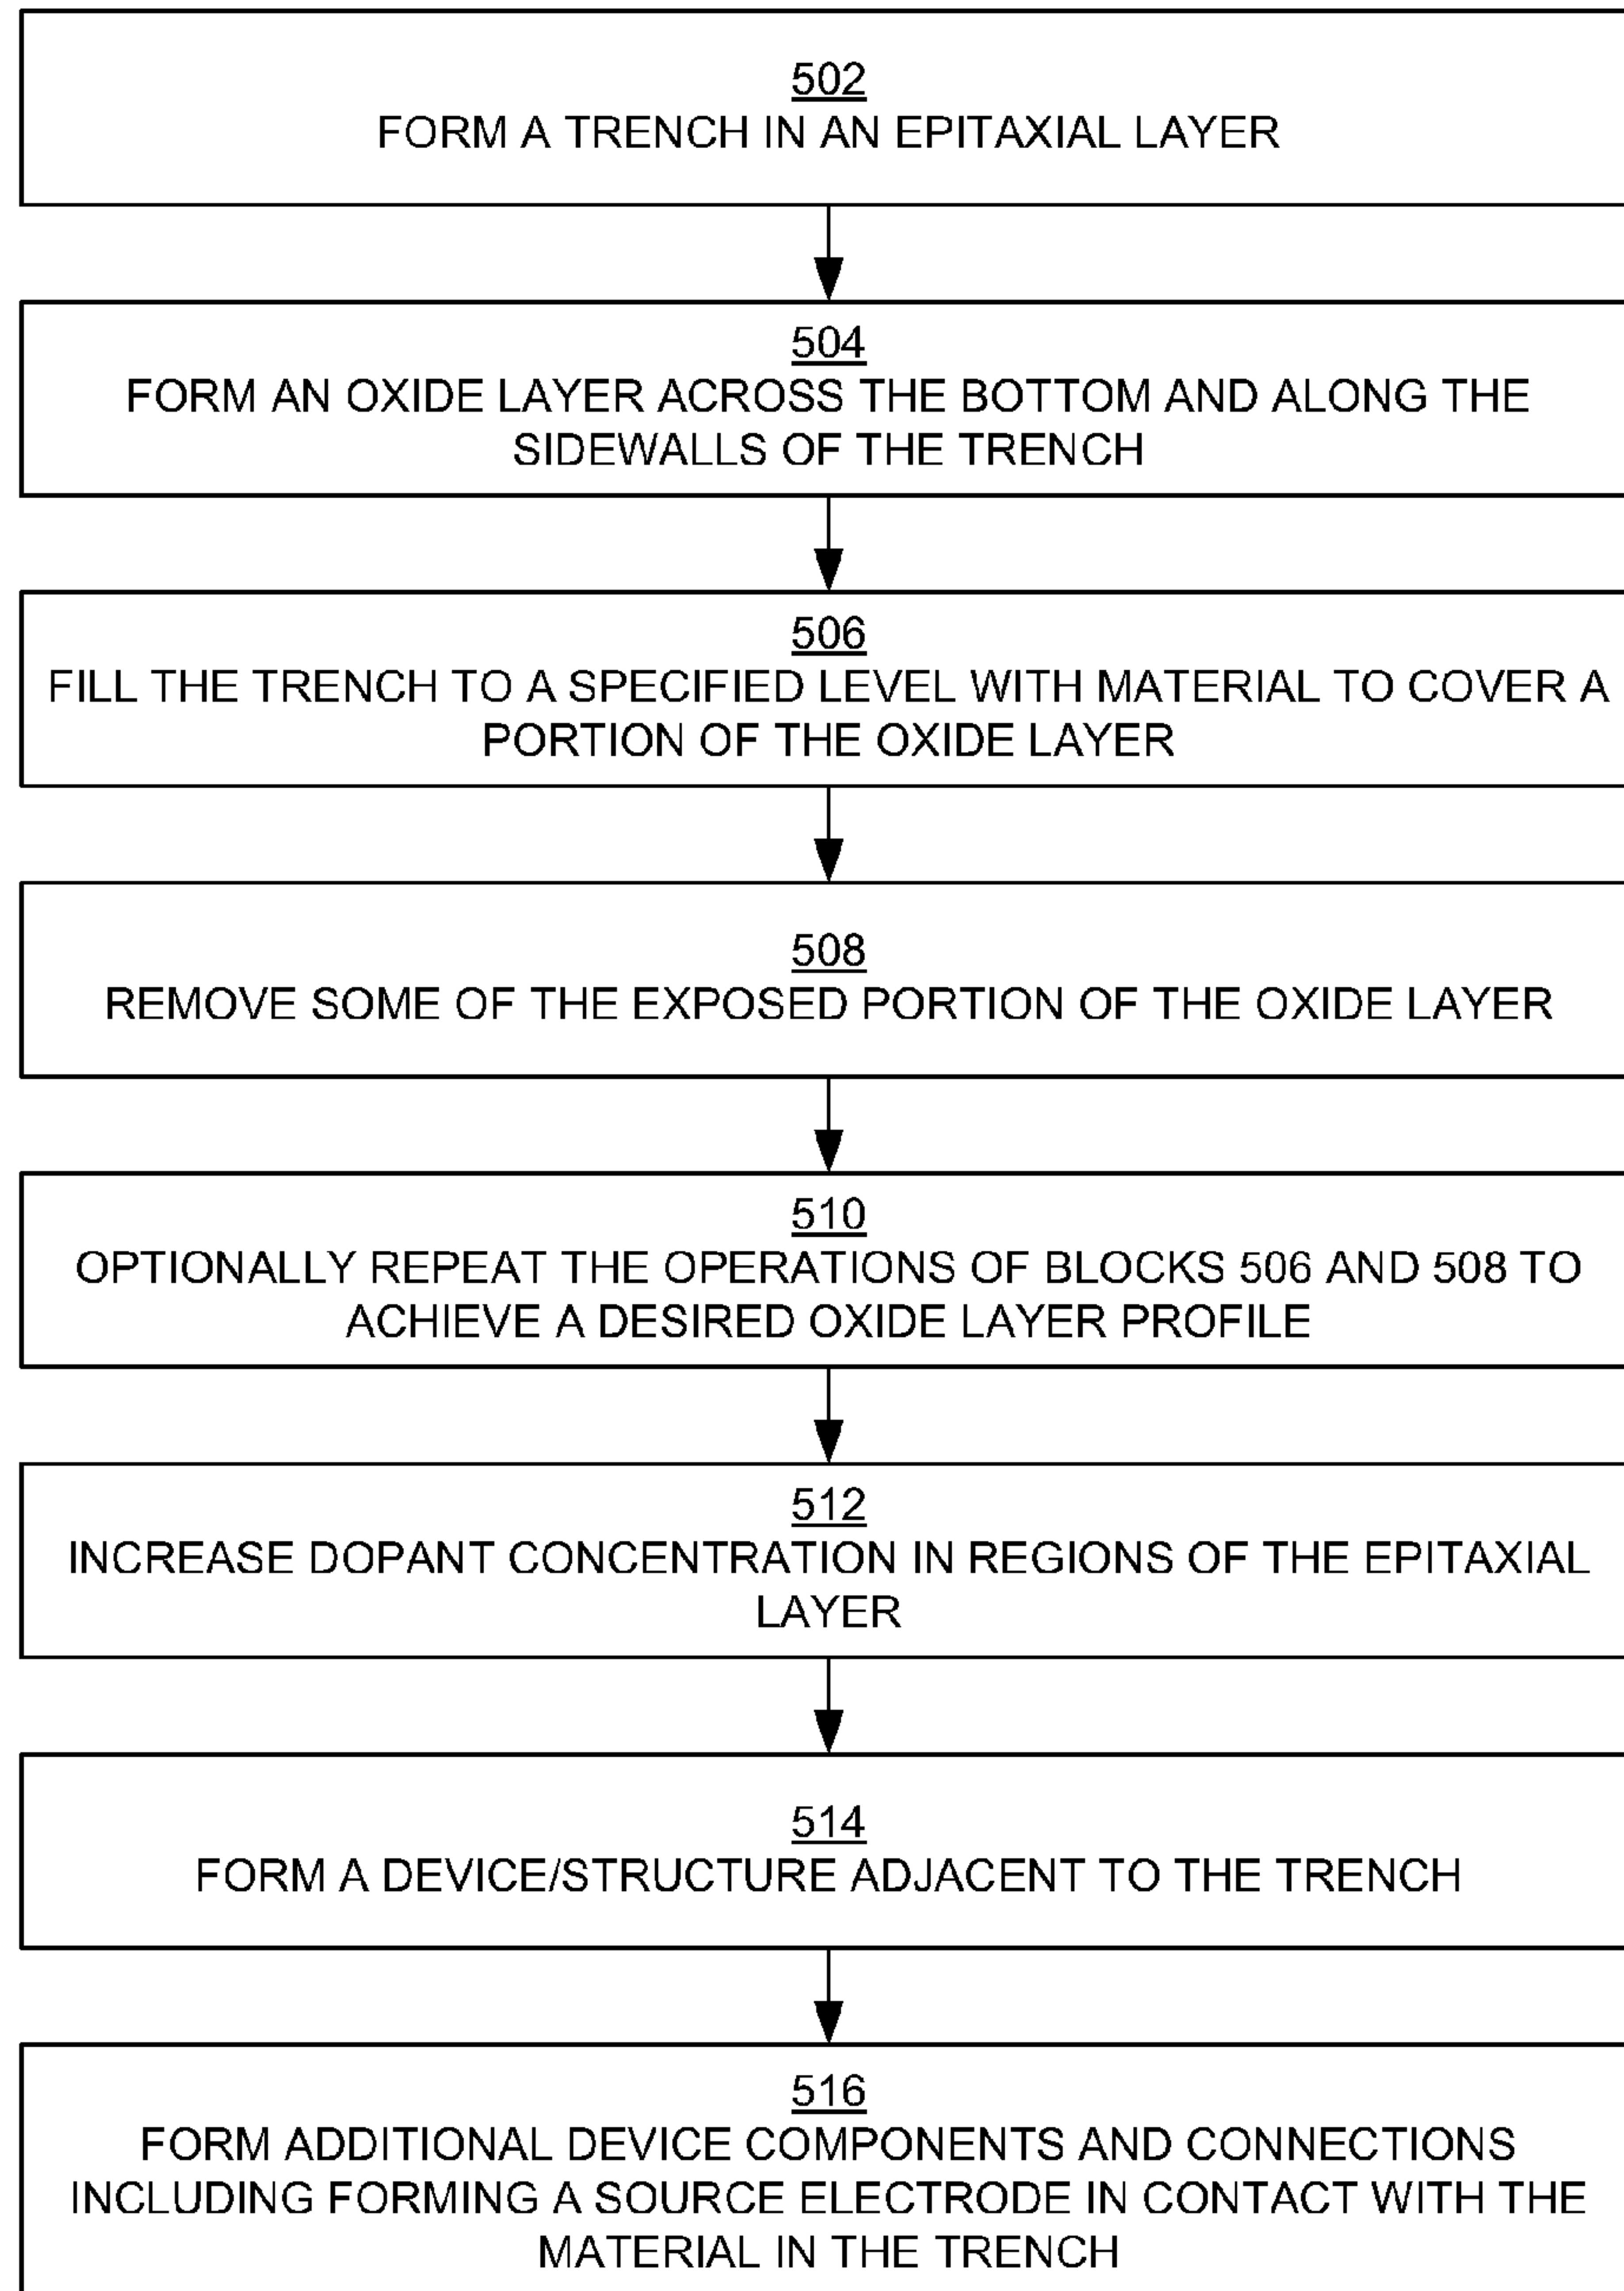 502
FORM A TRENCH IN AN EPITAXIAL LAYER
504
FORM AN OXIDE LAYER ACROSS THE BOTTOM AND ALONG THE
SIDEWALLS OF THE TRENCH
506
FILL THE TRENCH TO A SPECIFIED LEVEL WITH MATERIAL TO COVER A
PORTION OF THE OXIDE LAYER
508
REMOVE SOME OF THE EXPOSED PORTION OF THE OXIDE LAYER
510
OPTIONALLY REPEAT THE OPERATIONS OF BLOCKS 506 AND 508 TO
ACHIEVE A DESIRED OXIDE LAYER PROFILE
512
INCREASE DOPANT CONCENTRATION IN REGIONS OF THE EPITAXIAL
LAYER
514
FORM A DEVICE/STRUCTURE ADJACENT TO THE TRENCH
516
FORM ADDITIONAL DEVICE COMPONENTS AND CONNECTIONS
INCLUDING FORMING A SOURCE ELECTRODE IN CONTACT WITH THE
MATERIAL IN THE TRENCH